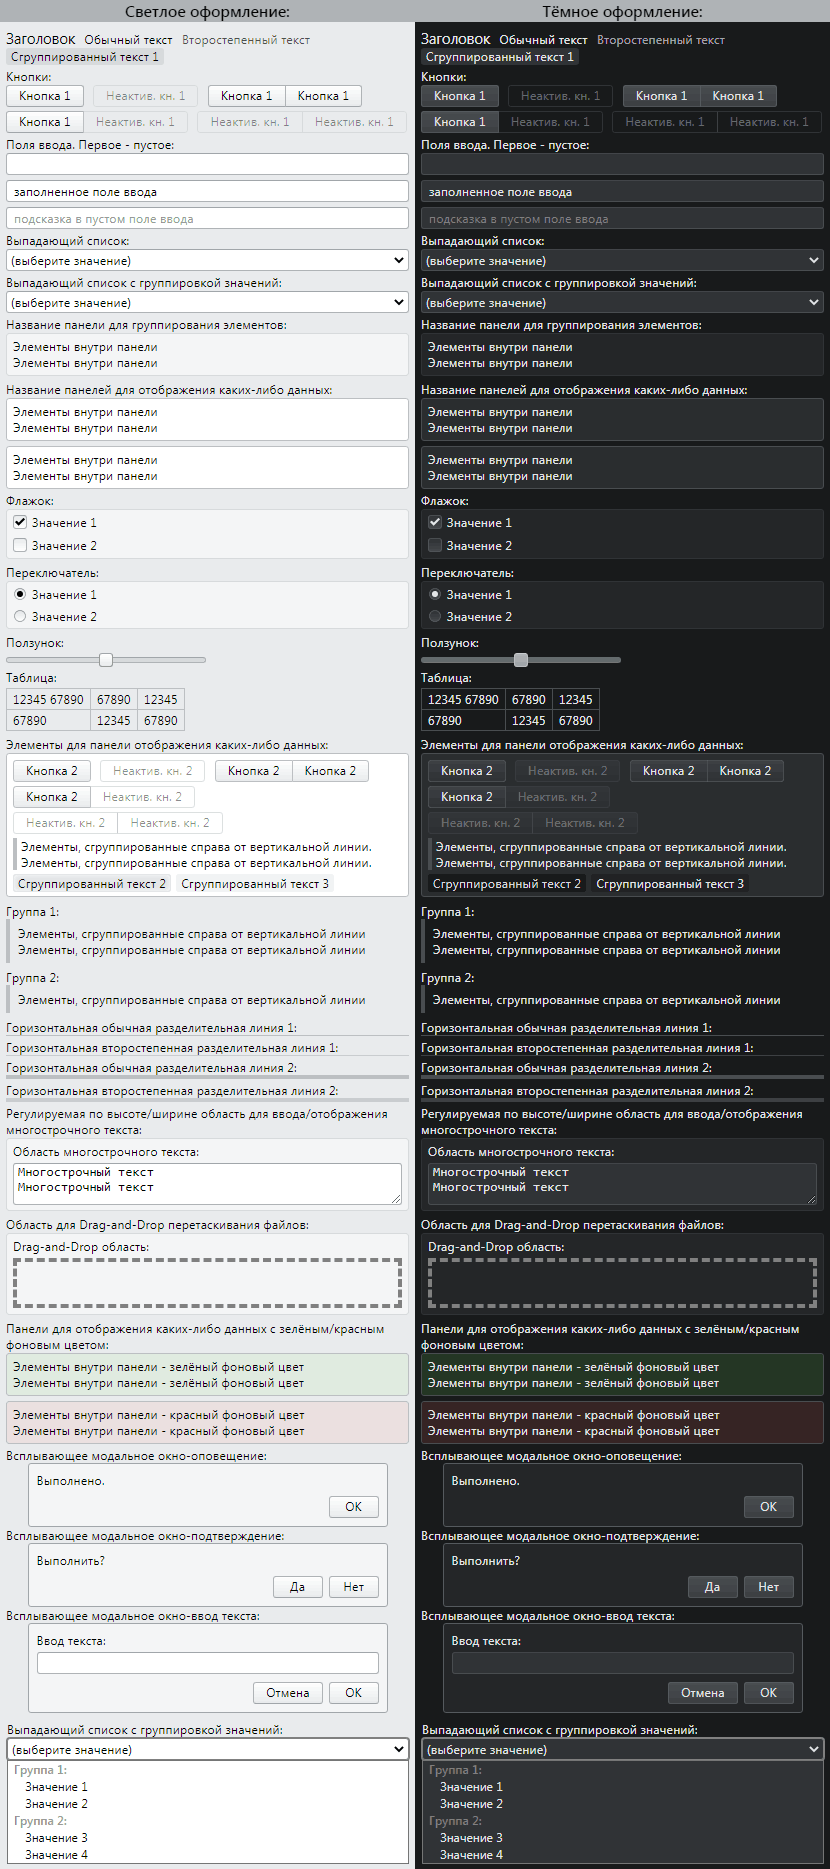 Светлое оформление:
Заголовок Обычный текст Второстепенный текст
Сгруппированный текст 1
Кнопки:
Кнопка 1 Неактив. кн. 1 Кнопка 1 Кнопка 1
Кнопка 1 Неактив. кн. 1 Неактив. кн. 1 Неактив. кн. 1
Поля ввода. Первое - пустое:
заполненное поле ввода
подсказка в пустом поле ввода
Выпадающий список:
(выберите значение)
Выпадающий список с группировкой значений:
(выберите значение)
Название панели для группирования элементов:
Элементы внутри панели
Элементы внутри панели
Название панелей для отображения каких-либо данных:
Элементы внутри панели
Элементы внутри панели
Элементы внутри панели
Элементы внутри панели
Флажок:
Значение 1
Значение 2
Переключатель:
Значение 1
Значение 2
Ползунок:
Таблица:
12345 67890 67890 12345
67890 12345 67890
Элементы для панели отображения каких-либо данных:
Кнопка 2 Неактив. кн. 2 Кнопка 2 Кнопка 2
Кнопка 2 Неактив. кн. 2
Неактив. кн. 2 Неактив. кн. 2
Элементы, сгруппированные справа от вертикальной линии.
Элементы, сгруппированные справа от вертикальной линии.
Сгруппированный текст 2 Сгруппированный текст 3
Группа 1:
Элементы, сгруппированные справа от вертикальной линии
Элементы, сгруппированные справа от вертикальной линии
Группа 2:
Элементы, сгруппированные справа от вертикальной линии
Горизонтальная обычная разделительная линия 1:
Горизонтальная второстепенная разделительная линия 1:
Горизонтальная обычная разделительная линия 2:
Горизонтальная второстепенная разделительная линия 2:
Регулируемая по высоте/ширине область для ввода/отображения
многострочного текста:
Область многострочного текста:
Многострочный текст
Многострочный текст
Область для Drag-and-Drop перетаскивания файлов:
Drag-and-Drop область:
Панели для отображения каких-либо данных с зелёным/красным
фоновым цветом:
Элементы внутри панели - зелёный фоновый цвет
Элементы внутри панели - зелёный фоновый цвет
Элементы внутри панели - красный фоновый цвет
Элементы внутри панели - красный фоновый цвет
Всплывающее модальное окно-оповещение:
Выполнено.
ОК
Всплывающее модальное окно-подтверждение:
Выполнить?
Да Нет
Всплывающее модальное окно-ввод текста:
Ввод текста:
Отмена ОК
Выпадающий список с группировкой значений:
(выберите значение)
Группа 1:
Значение 1
Значение 2
Группа 2:
Значение 3
Значение 4
Тёмное оформление:
Заголовок Обычный текст Второстепенный текст
Сгруппированный текст 1
Кнопки:
Кнопка 1 Неактив. кн. 1 Кнопка 1 Кнопка 1
Кнопка 1 Неактив. кн. 1 Неактив. кн. 1 Неактив. кн. 1
Поля ввода. Первое - пустое:
заполненное поле ввода
подсказка в пустом поле ввода
Выпадающий список:
(выберите значение)
Выпадающий список с группировкой значений:
(выберите значение)
Название панели для группирования элементов:
Элементы внутри панели
Элементы внутри панели
Название панелей для отображения каких-либо данных:
Элементы внутри панели
Элементы внутри панели
Элементы внутри панели
Элементы внутри панели
Флажок:
Значение 1
Значение 2
Переключатель:
Значение 1
Значение 2
Ползунок:
Таблица:
12345 67890 67890 12345
67890 12345 67890
Элементы для панели отображения каких-либо данных:
Кнопка 2 Неактив. кн. 2 Кнопка 2 Кнопка 2
Кнопка 2 Неактив. кн. 2
Неактив. кн. 2 Неактив. кн. 2
Элементы, сгруппированные справа от вертикальной линии.
Элементы, сгруппированные справа от вертикальной линии.
Сгруппированный текст 2 Сгруппированный текст 3
Группа 1:
Элементы, сгруппированные справа от вертикальной линии
Элементы, сгруппированные справа от вертикальной линии
Группа 2:
Элементы, сгруппированные справа от вертикальной линии
Горизонтальная обычная разделительная линия 1:
Горизонтальная второстепенная разделительная линия 1:
Горизонтальная обычная разделительная линия 2:
Горизонтальная второстепенная разделительная линия 2:
Регулируемая по высоте/ширине область для ввода/отображения
многострочного текста:
Область многострочного текста:
Многострочный текст
Многострочный текст
Область для Drag-and-Drop перетаскивания файлов:
Drag-and-Drop область:
Панели для отображения каких-либо данных с зелёным/красным
фоновым цветом:
Элементы внутри панели - зелёный фоновый цвет
Элементы внутри панели - зелёный фоновый цвет
Элементы внутри панели - красный фоновый цвет
Элементы внутри панели - красный фоновый цвет
Всплывающее модальное окно-оповещение:
Выполнено.
ОК
Всплывающее модальное окно-подтверждение:
Выполнить?
Да Нет
Всплывающее модальное окно-ввод текста:
Ввод текста:
Отмена ОК
Выпадающий список с группировкой значений:
(выберите значение)
Группа 1:
Значение 1
Значение 2
Группа 2:
Значение 3
Значение 4